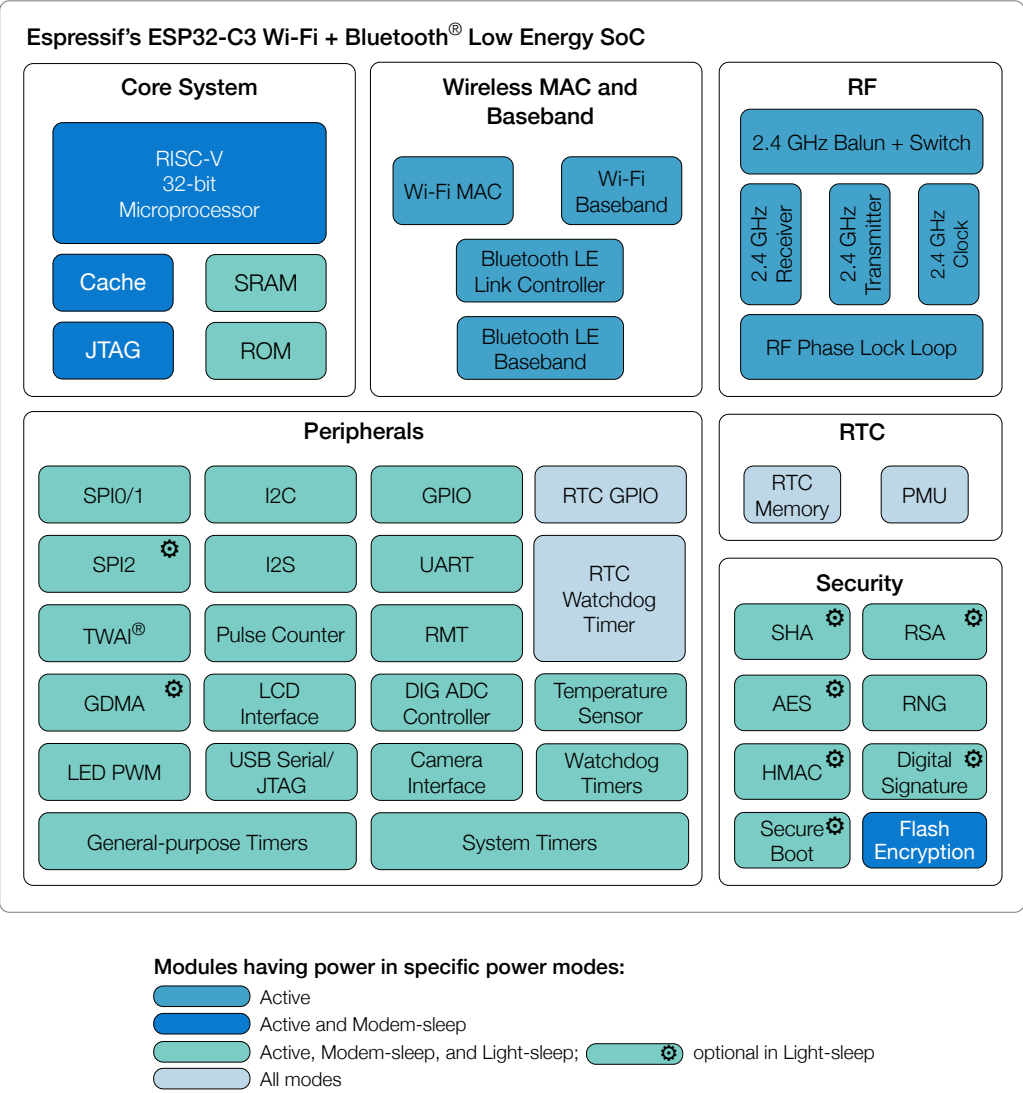 Espressif's ESP32-C3 Wi-Fi + Bluetooth® Low Energy SoC
Core System
RISC-V
32-bit
Microprocessor
Cache
SRAM
JTAG
ROM
Wireless MAC and
Baseband
Wi-Fi MAC
Wi-Fi
Baseband
Bluetooth LE
Link Controller
Bluetooth LE
Baseband
RF
2.4 GHz Balun + Switch
2.4 GHz
Receiver
2.4 GHz
Transmitter
2.4 GHz
Clock
RF Phase Lock Loop
Peripherals
SPI0/1
I2C
GPIO
RTC GPIO
SPI2
I2S
UART
RTC
Watchdog
Timer
TWAI®
Pulse Counter
RMT
GDMA
LCD
Interface
DIG ADC
Controller
Temperature
Sensor
LED PWM
USB Serial/
JTAG
Camera
Interface
Watchdog
Timers
General-purpose Timers
System Timers
RTC
RTC
Memory
PMU
Security
SHA
RSA
AES
RNG
HMAC
Digital
Signature
Secure
Boot
Flash
Encryption
Modules having power in specific power modes:
Active
Active and Modem-sleep
Active, Modem-sleep, and Light-sleep; optional in Light-sleep
All modes